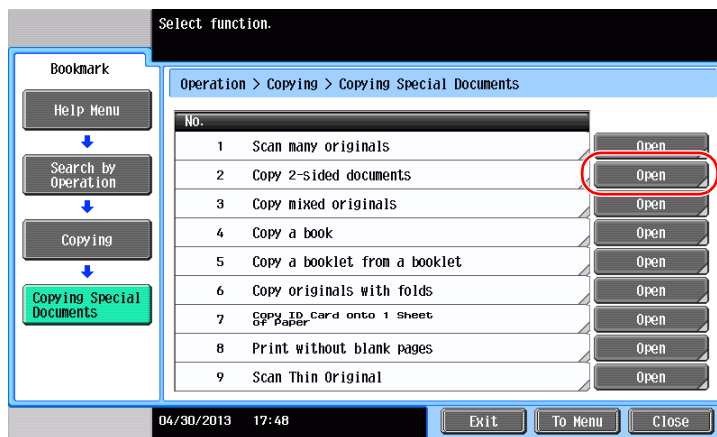 Select function.
Bookmark
Help Menu
Search by
Operation
Copying
Copying Special
Documents
Operation > Copying > Copying Special Documents
No.
1 Scan many originals Open
2 Copy 2-sided documents Open
3 Copy mixed originals Open
4 Copy a book Open
5 Copy a booklet from a booklet Open
6 Copy originals with folds Open
7 Copy ID Card onto 1 Sheet
of Paper Open
8 Print without blank pages Open
9 Scan Thin Original Open
04/30/2013 17:48 Exit To Menu Close